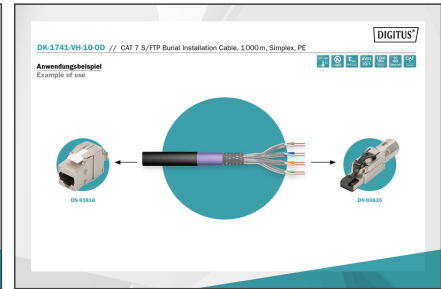 DIGITUS®
DK-1741-VH-10-OD // CAT 7 S/FTP Burial Installation Cable, 1000 m, Simplex, PE
Anwendungsbeispiel
Example of use
DN-93816
DN-93835